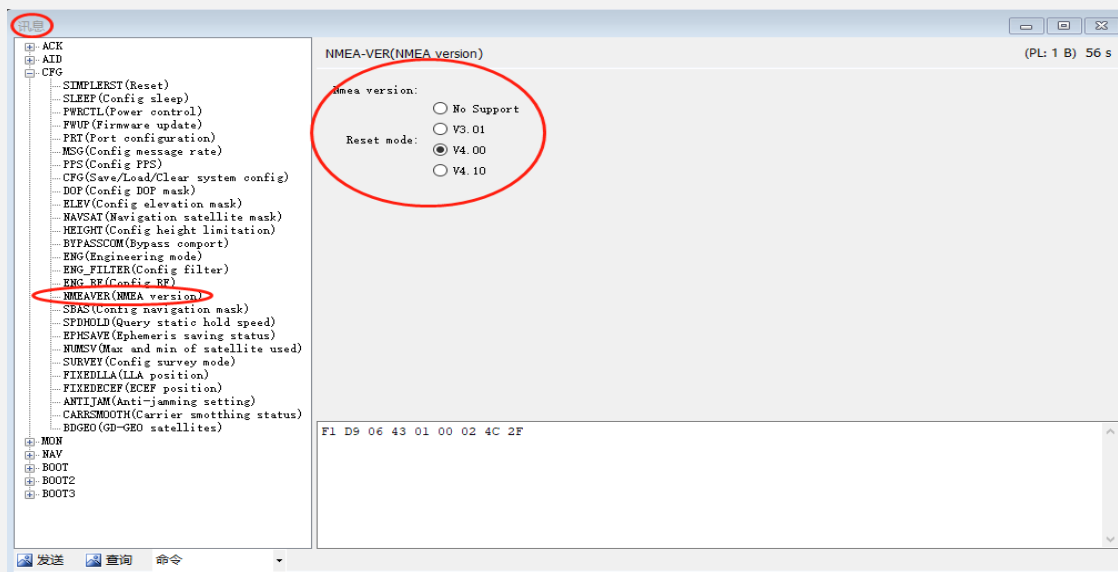 讯息
ACK
AID
CFG
SIMPLERST(Reset)
SLEEP(Config sleep)
PWRCTL(Power control)
FWUP(Firmware update)
PRT(Port configuration)
MSG(Config message rate)
PPS(Config PPS)
CFG(Save/Load/Clear system config)
DOP(Config DOP mask)
ELEV(Config elevation mask)
NAVSAT(Navigation satellite mask)
HEIGHT(Config height limitation)
BYPASSCOM(Bypass comport)
ENG(Engineering mode)
ENG_FILTER(Config filter)
ENG_RF(Config RF)
NMEAVER(NMEA version)
SBAS(Config navigation mask)
SPDHOLD(Query static hold speed)
EPHSAVE(Ephemeris saving status)
NUMSV(Max and min of satellite used)
SURVEY(Config survey mode)
FIXEDLLA(LLA position)
FIXEDECEF(ECEF position)
ANTIJAM(Anti-jamming setting)
CARRSMOOTH(Carrier smotthing status)
BDGEO(GD-GEO satellites)
MON
NAV
BOOT
BOOT2
BOOT3
NMEA-VER(NMEA version)
(PL: 1 B) 56 s
Nmea version:
No Support
V3.01
Reset mode:
V4.00
V4.10
F1 D9 06 43 01 00 02 4C 2F
发送 查询 命令